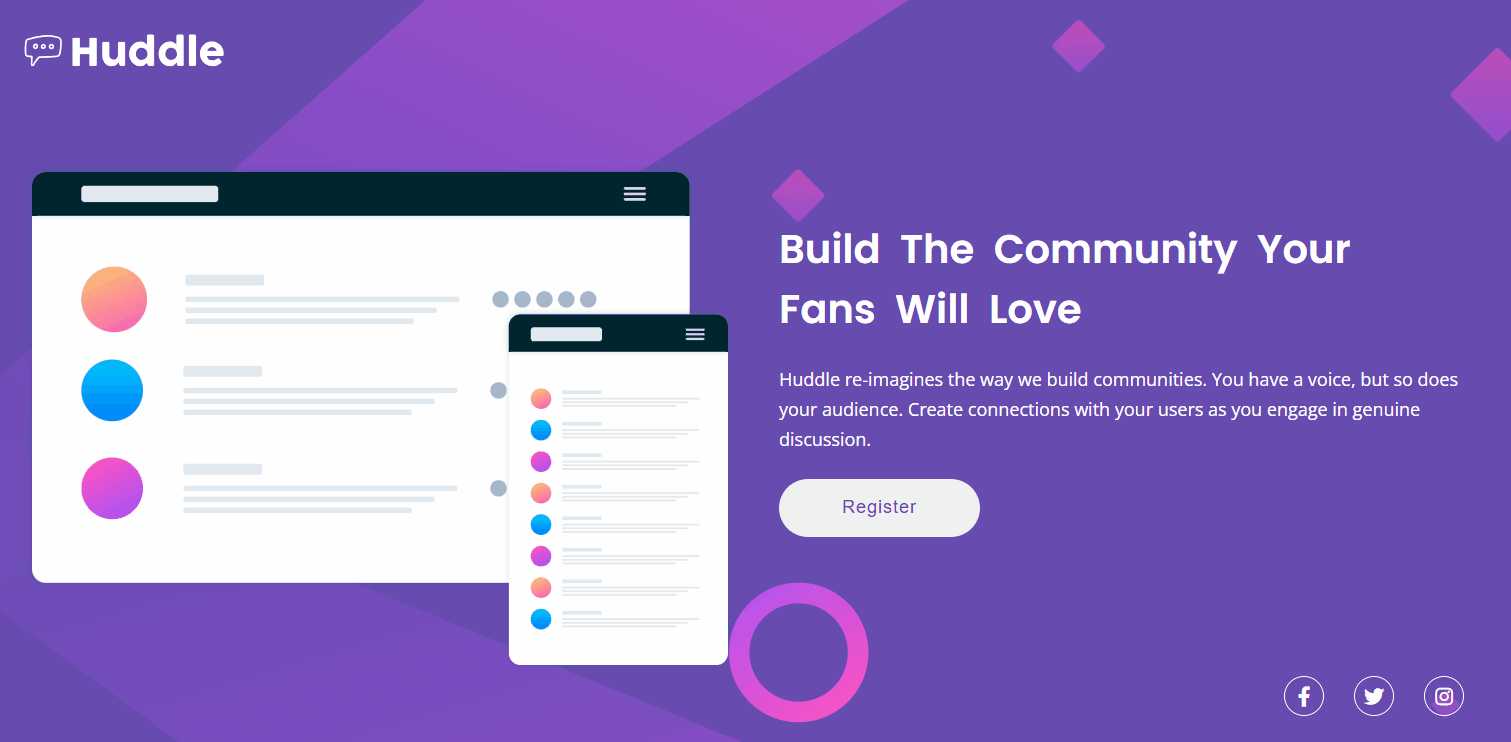 Huddle
Build The Community Your
Fans Will Love
Huddle re-imagines the way we build communities. You have a voice, but so does
your audience. Create connections with your users as you engage in genuine
discussion.
Register